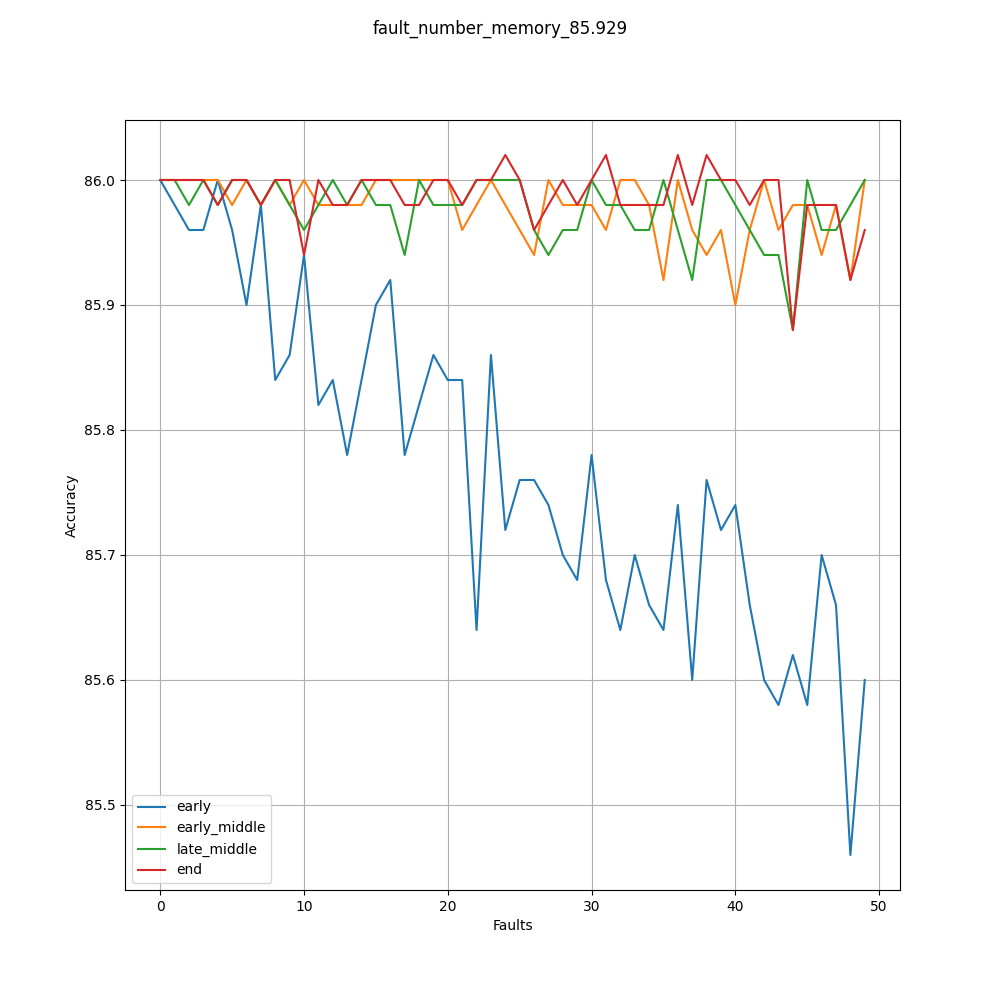 fault_number_memory_85.929
86.0
85.9
85.8
85.7
85.6
85.5
Accuracy
early
early_middle
late_middle
end
0 10 20 30 40 50
Faults